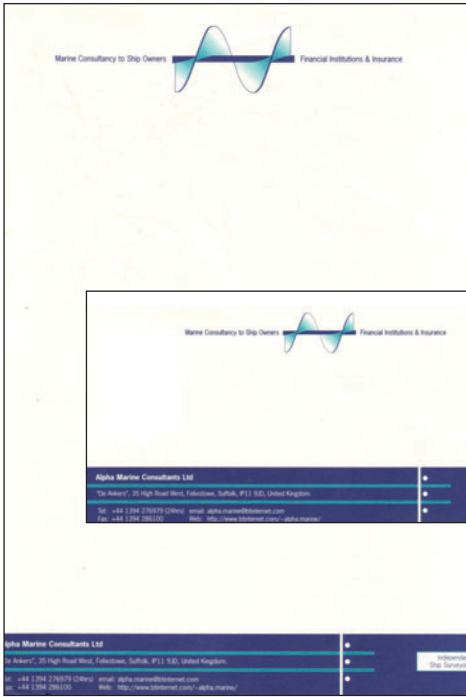 Marine Consultancy to Ship Owners Financial Institutions & Insurance
Marine Consultancy to Ship Owners Financial Institutions & Insurance
Alpha Marine Consultants Ltd
"De Ankers", 35 High Road West, Felixstowe, Suffolk, IP11 9JD, United Kingdom.
Tel: +44 1394 276979 (24hrs) email: alpha.marine@btinternet.com
Fax: +44 1394 286100 Web: http://www.btinternet.com/~alpha.marine/
lpha Marine Consultants Ltd
De Ankers", 35 High Road West, Felixstowe, Suffolk, IP11 9JD, United Kingdom.
el: +44 1394 276979 (24hrs) email: alpha.marine@btinternet.com
ax: +44 1394 286100 Web: http://www.btinternet.com/~alpha.marine/
Independe
Ship Surveyo